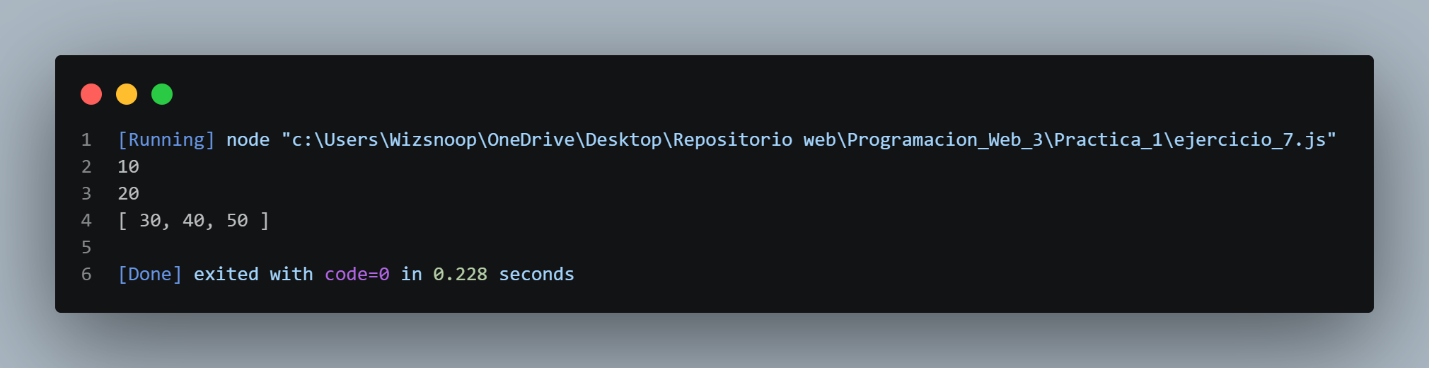 1 [Running] node "c:\Users\Wizsnoop\OneDrive\Desktop\Repositorio web\Programacion_Web_3\Practica_1\ejercicio_7.js"
2 10
3 20
4 [ 30, 40, 50 ]
5
6 [Done] exited with code=0 in 0.228 seconds